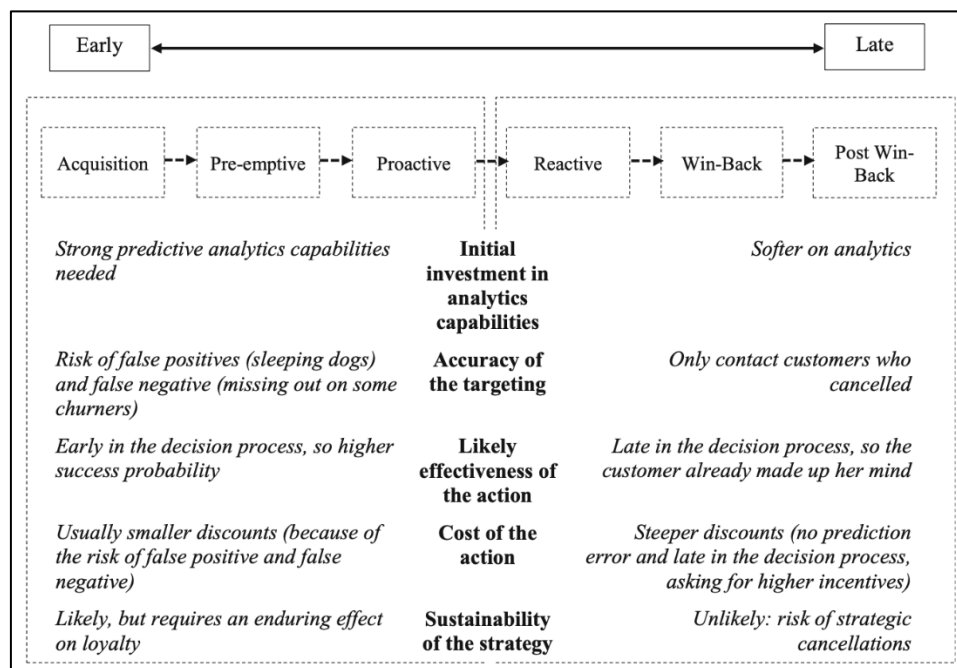 Early
Late
Acquisition
Pre-emptive
Proactive
Reactive
Win-Back
Post Win-
Back
Strong predictive analytics capabilities
needed
Initial
investment in
analytics
capabilities
Softer on analytics
Risk of false positives (sleeping dogs)
and false negative (missing out on some
churners)
Accuracy of
the targeting
Only contact customers who
cancelled
Early in the decision process, so higher
success probability
Likely
effectiveness of
the action
Late in the decision process, so the
customer already made up her mind
Usually smaller discounts (because of
the risk of false positive and false
negative)
Cost of the
action
Steeper discounts (no prediction
error and late in the decision process,
asking for higher incentives)
Likely, but requires an enduring effect
on loyalty
Sustainability
of the strategy
Unlikely: risk of strategic
cancellations